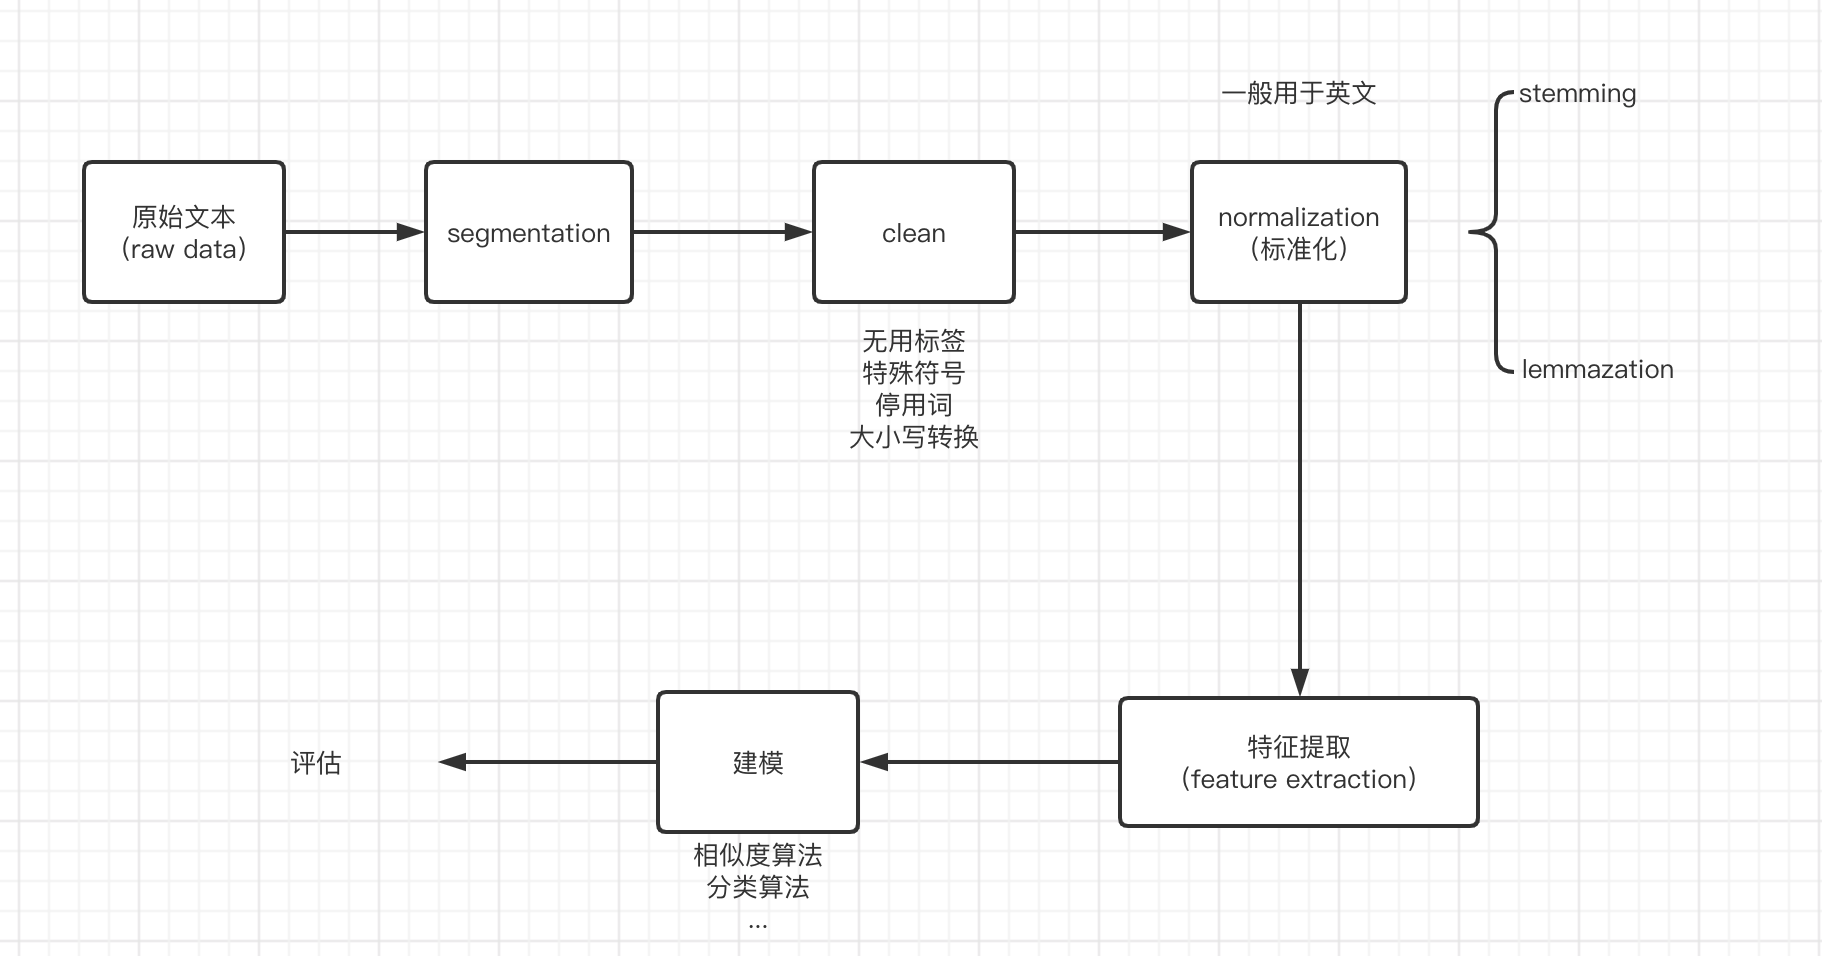 一般用于英文
stemming
原始文本
(raw data)
segmentation
clean
normalization
(标准化)
无用标签
特殊符号
停用词
大小写转换
lemmazation
特征提取
(feature extraction)
建模
评估
相似度算法
分类算法
...